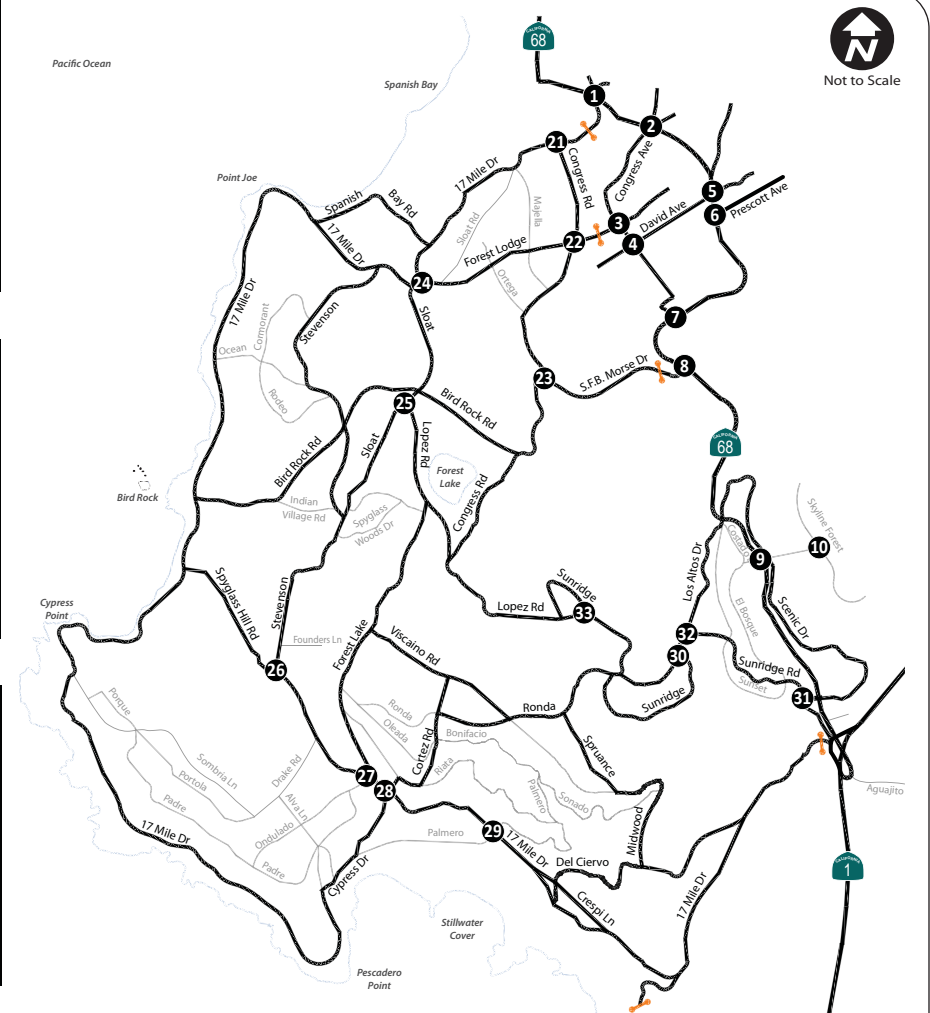 CALIFORNIA
68
N
Not to Scale
Pacific Ocean
Spanish Bay
1
2
21
17 Mile Dr
Congress Rd
Congress Ave
Point Joe
5
6
Prescott Ave
Spanish
Bay Rd
Sloat Rd
Majella
3
David Ave
4
17 Mile Dr
Forest Lodge
22
24
Ortega
17 Mile Dr
Cormorant
Stevenson
Sloat
7
Ocean
Rodeo
23
S.F.B. Morse Dr
8
25
Bird Rock Rd
Sloat
Lopez Rd
CALIFORNIA
68
Bird Rock Rd
Forest
Lake
Congress Rd
Bird Rock
Indian
Village Rd
Spyglass
Woods Dr
Skyline Forest
Costado
9
10
Los Altos Dr
Spyglass Hill Rd
Stevenson
Sunridge
Lopez Rd
33
El Bosque
Scenic Dr
Cypress
Point
Founders Ln
Forest Lake
Viscaino Rd
32
30
26
Sunridge Rd
Sunset
31
Porque
Ronda
Oleada
Ronda
Sunridge
Cortez Rd
Bonifacio
Spruance
Sombria Ln
Portola
Drake Rd
27
28
Riata
Palmero
Sonado
Aguajito
Padre
Alva Ln
Ondulado
17 Mile Dr
Palmero
29
17 Mile Dr
Midwood
Padre
Cypress Dr
Del Ciervo
CALIFORNIA
1
Crespi Ln
17 Mile Dr
Stillwater
Cover
Pescadero
Point